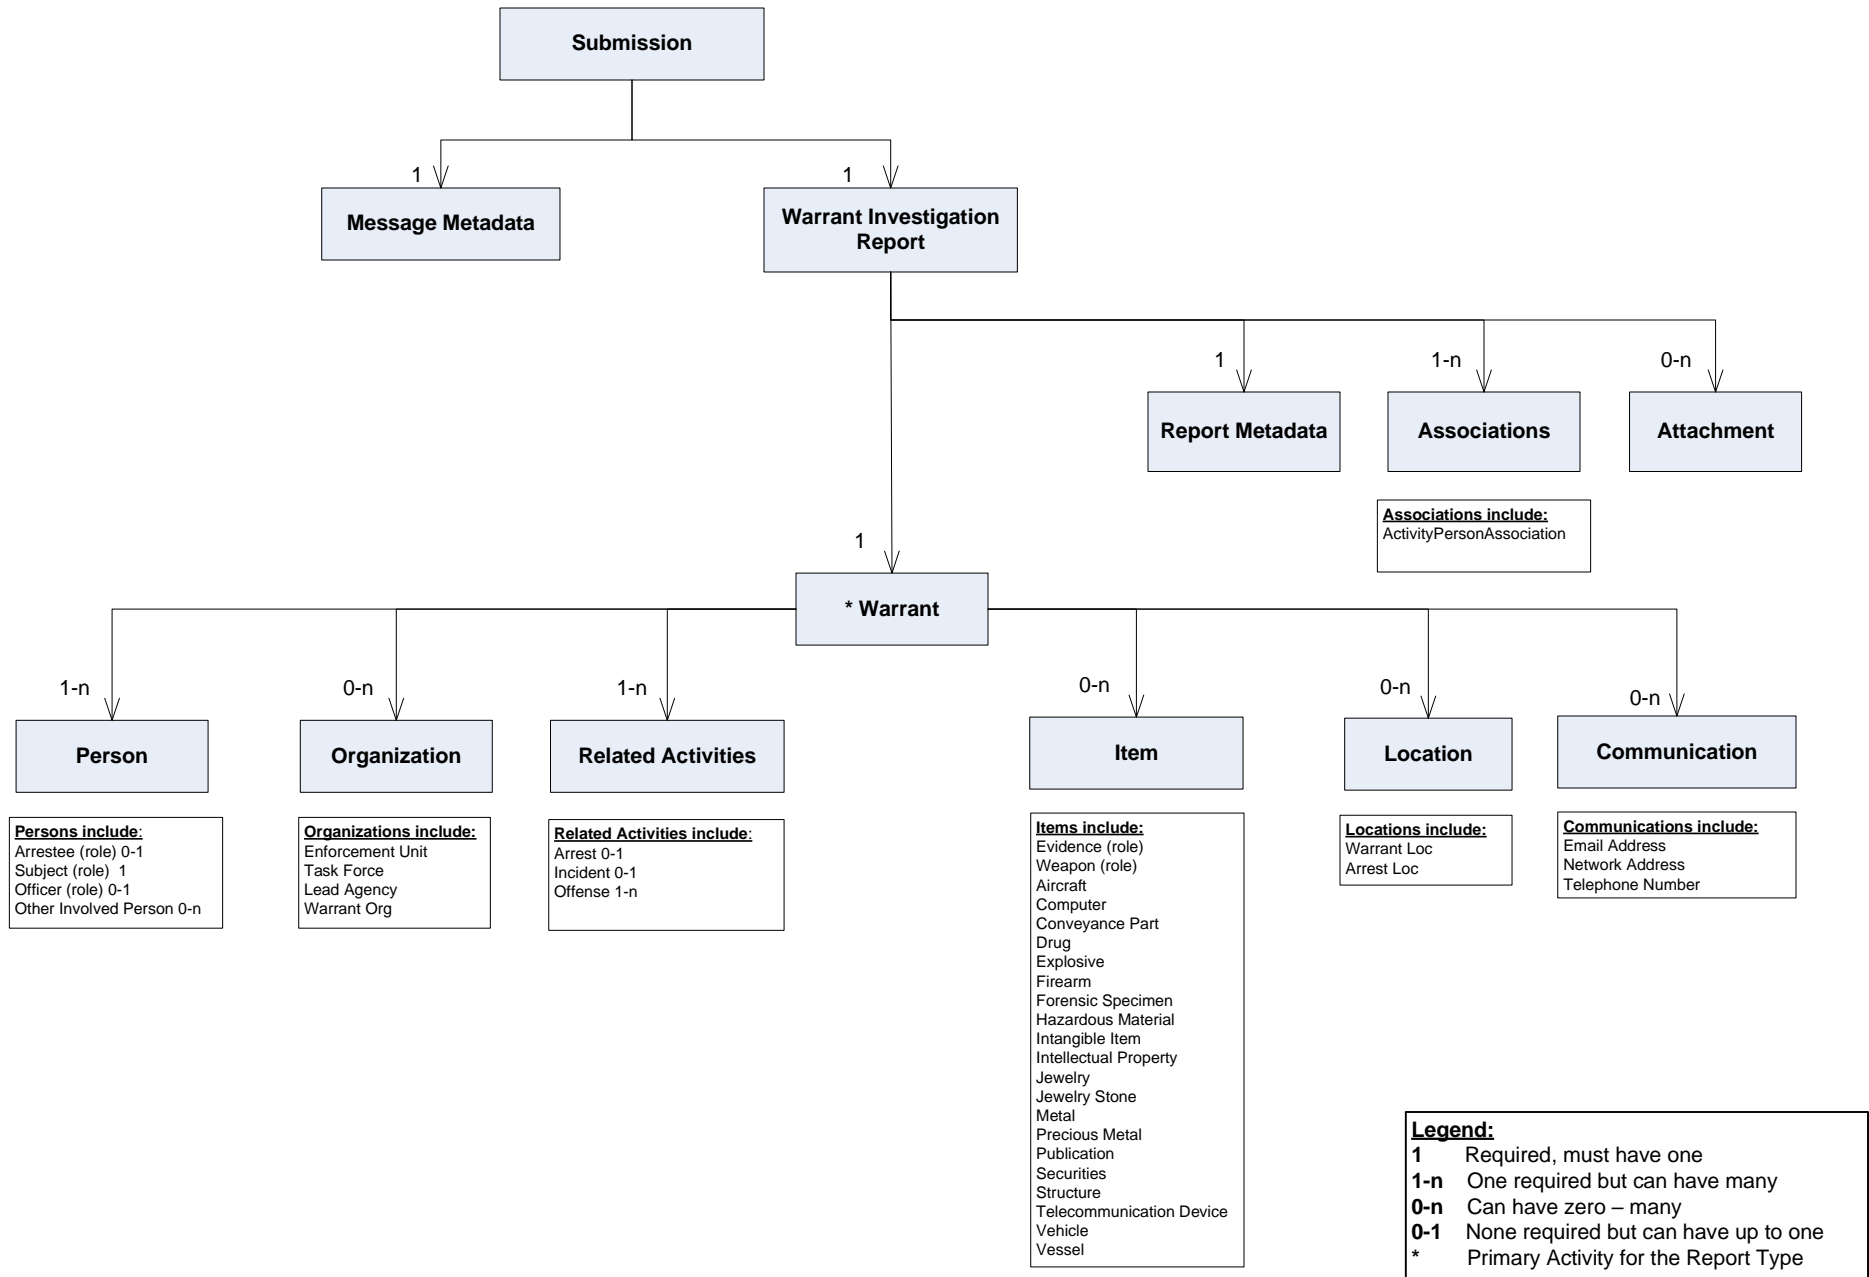 Submission
1
1
Message Metadata
Warrant Investigation
Report
1
1-n
0-n
Report Metadata
Associations
Attachment
Associations include:
ActivityPersonAssociation
1
* Warrant
1-n
0-n
1-n
0-n
0-n
0-n
Person
Organization
Related Activities
Item
Location
Communication
Persons include:
Arrestee (role) 0-1
Subject (role) 1
Officer (role) 0-1
Other Involved Person 0-n
Organizations include:
Enforcement Unit
Task Force
Lead Agency
Warrant Org
Related Activities include:
Arrest 0-1
Incident 0-1
Offense 1-n
Items include:
Evidence (role)
Weapon (role)
Aircraft
Computer
Conveyance Part
Drug
Explosive
Firearm
Forensic Specimen
Hazardous Material
Intangible Item
Intellectual Property
Jewelry
Jewelry Stone
Metal
Precious Metal
Publication
Securities
Structure
Telecommunication Device
Vehicle
Vessel
Locations include:
Warrant Loc
Arrest Loc
Communications include:
Email Address
Network Address
Telephone Number
Legend:
1 Required, must have one
1-n One required but can have many
0-n Can have zero – many
0-1 None required but can have up to one
* Primary Activity for the Report Type